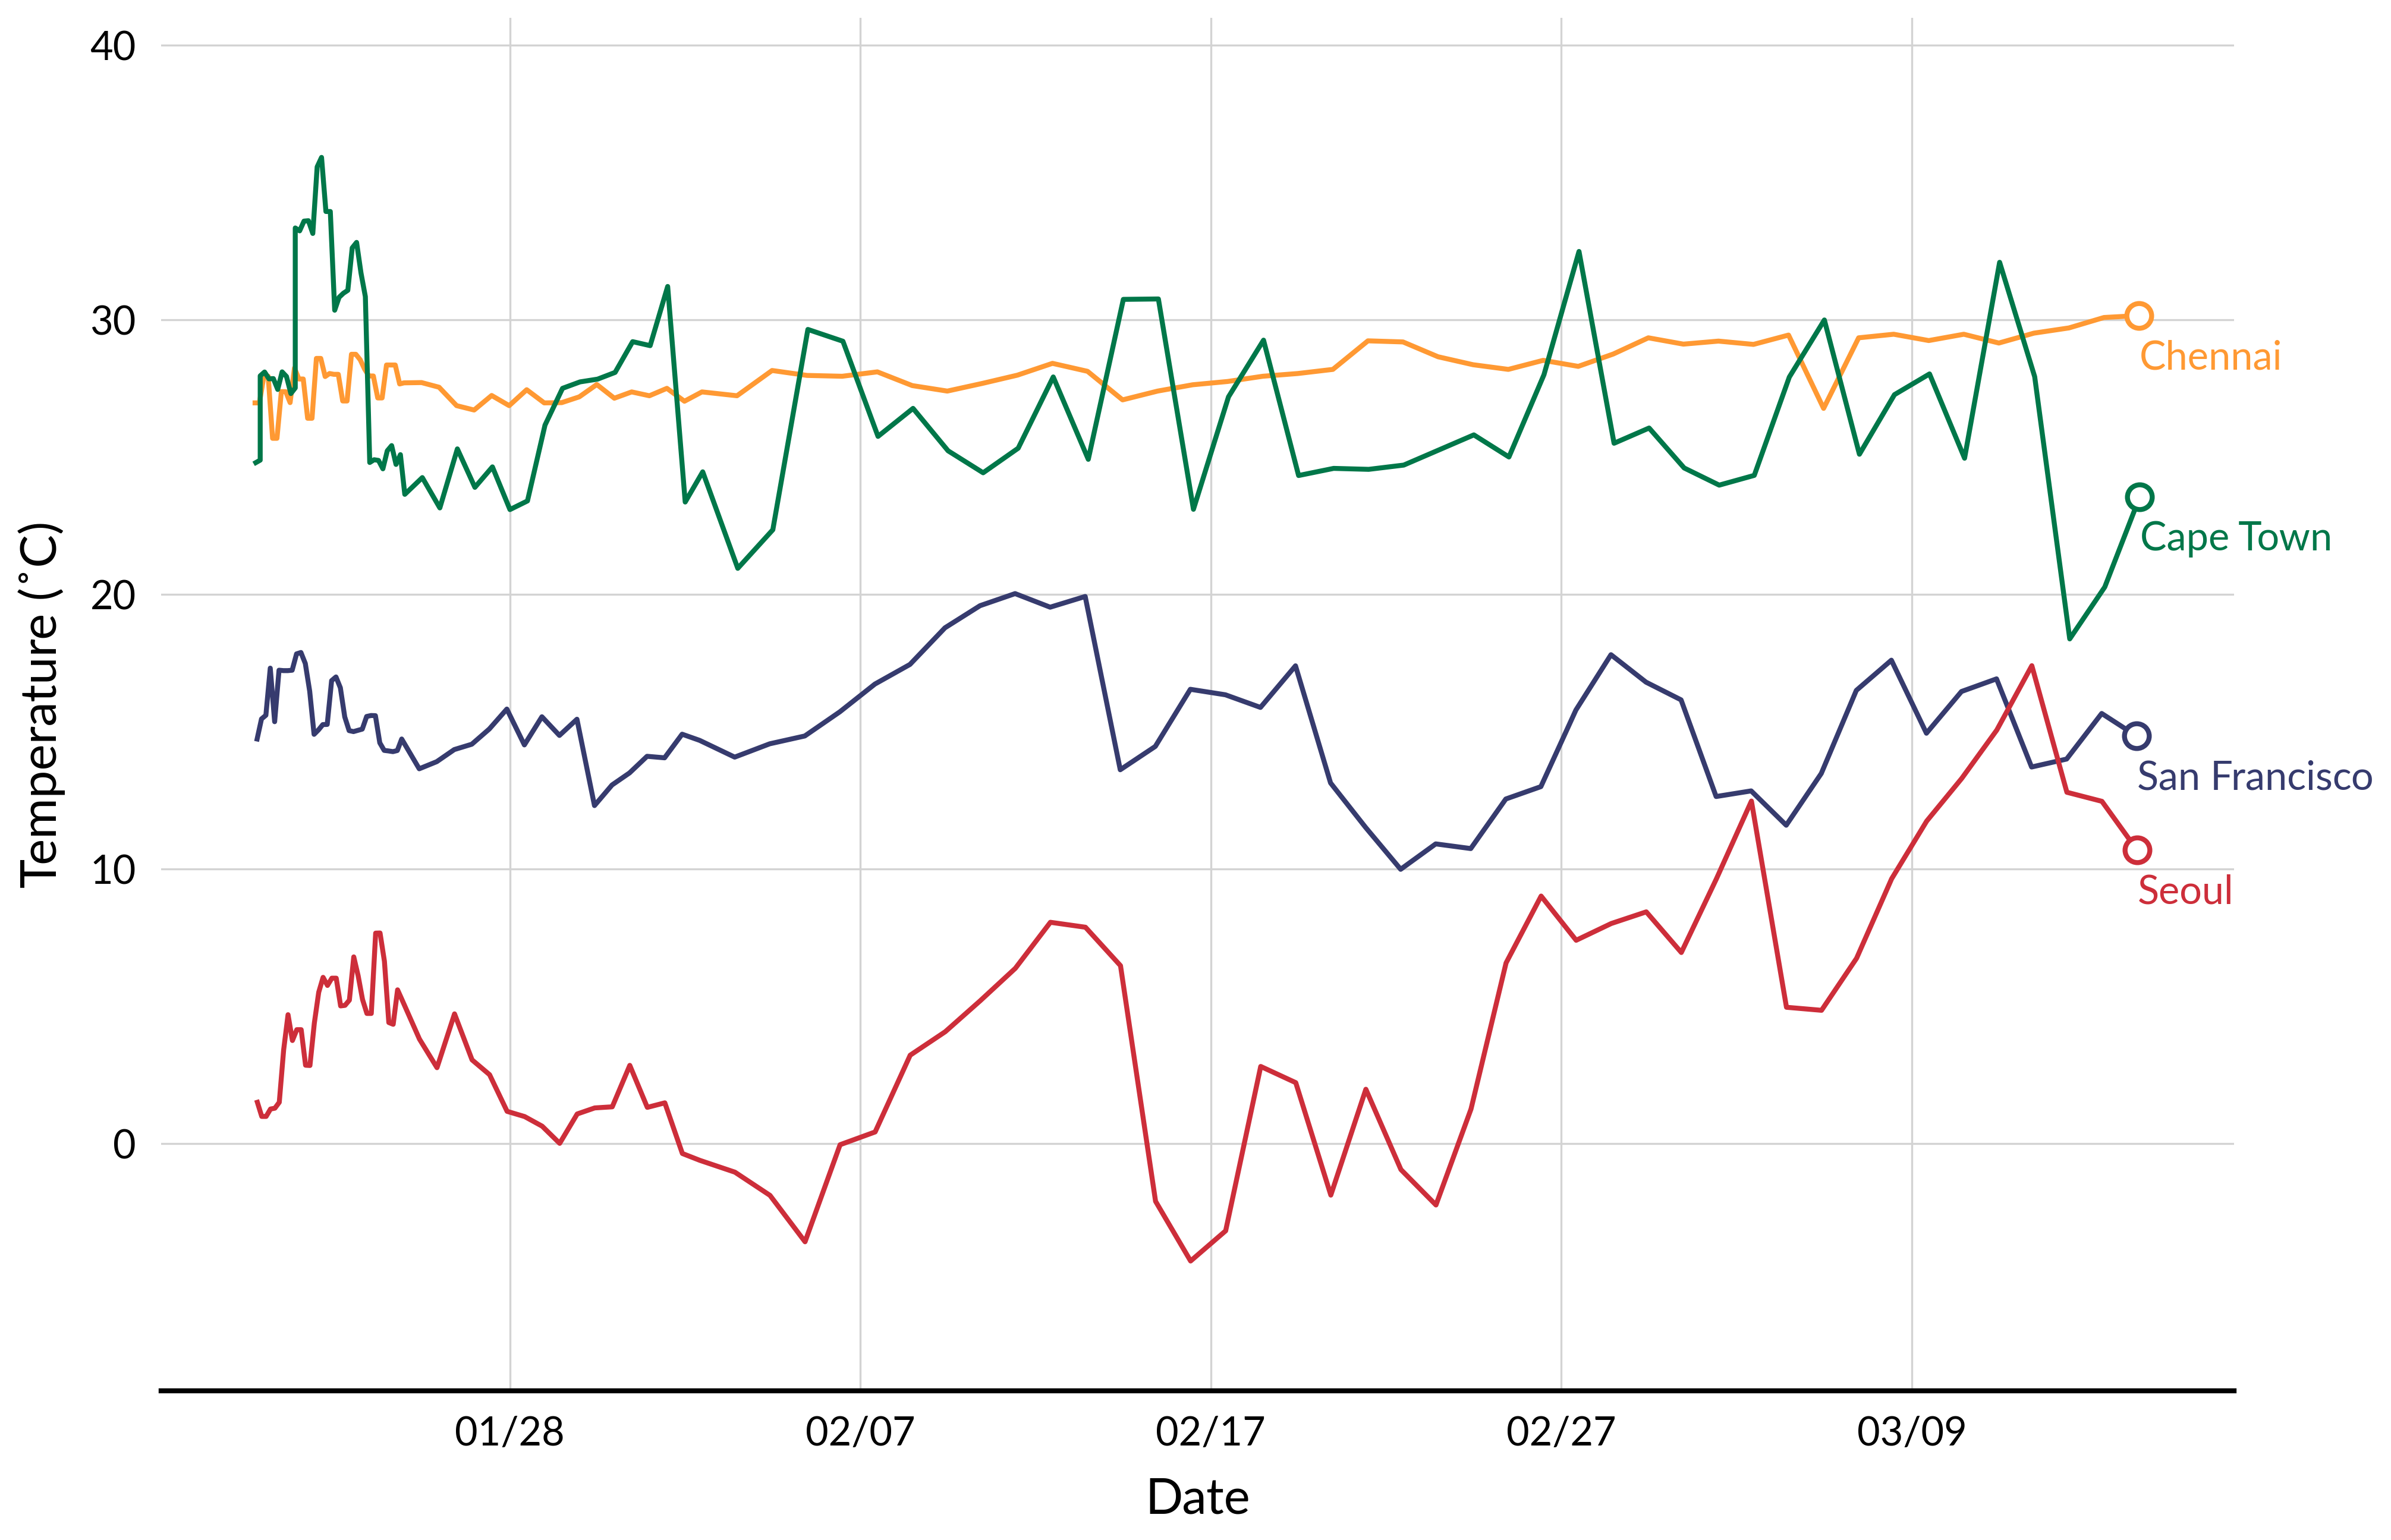 40
30
20
10
0
Temperature (˚C)
Chennai
Cape Town
San Francisco
Seoul
01/28
02/07
02/17
02/27
03/09
Date